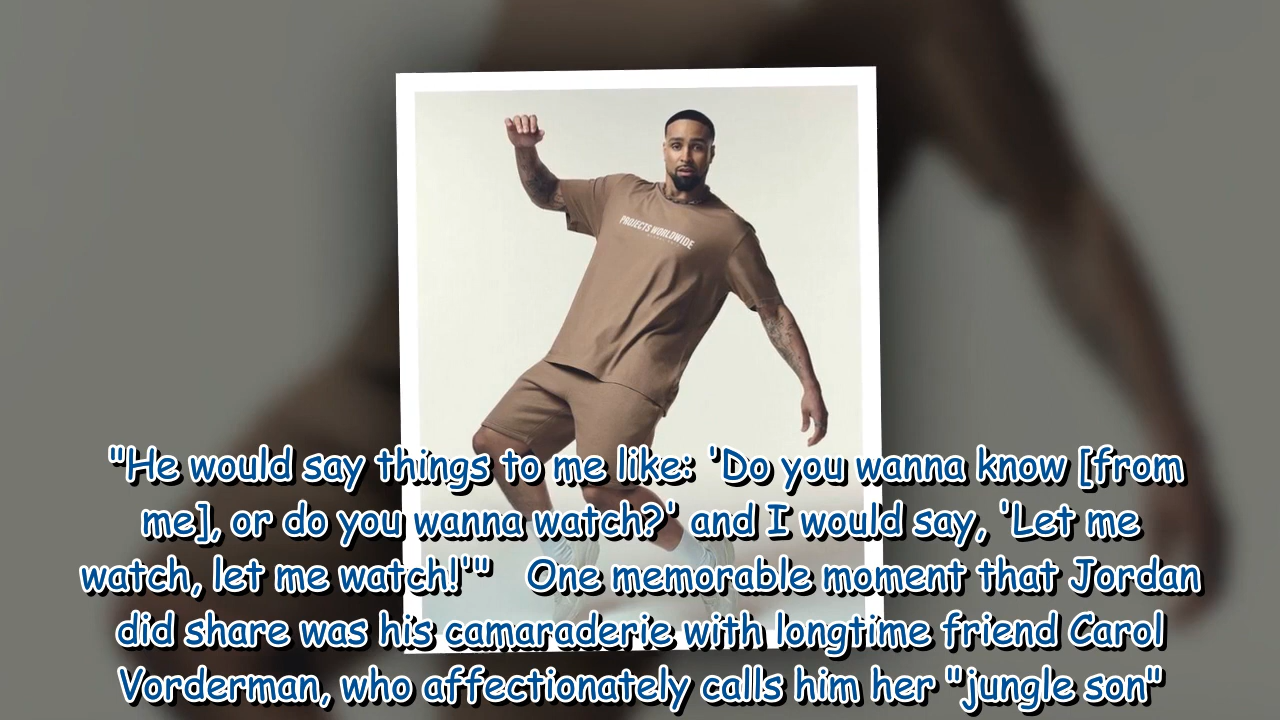 PROJECTS WORLDWIDE
"He would say things to me like: 'Do you wanna know [from
me], or do you wanna watch?' and I would say, 'Let me
watch, let me watch!'" One memorable moment that Jordan
did share was his camaraderie with longtime friend Carol
Vorderman, who affectionately calls him her "jungle son"